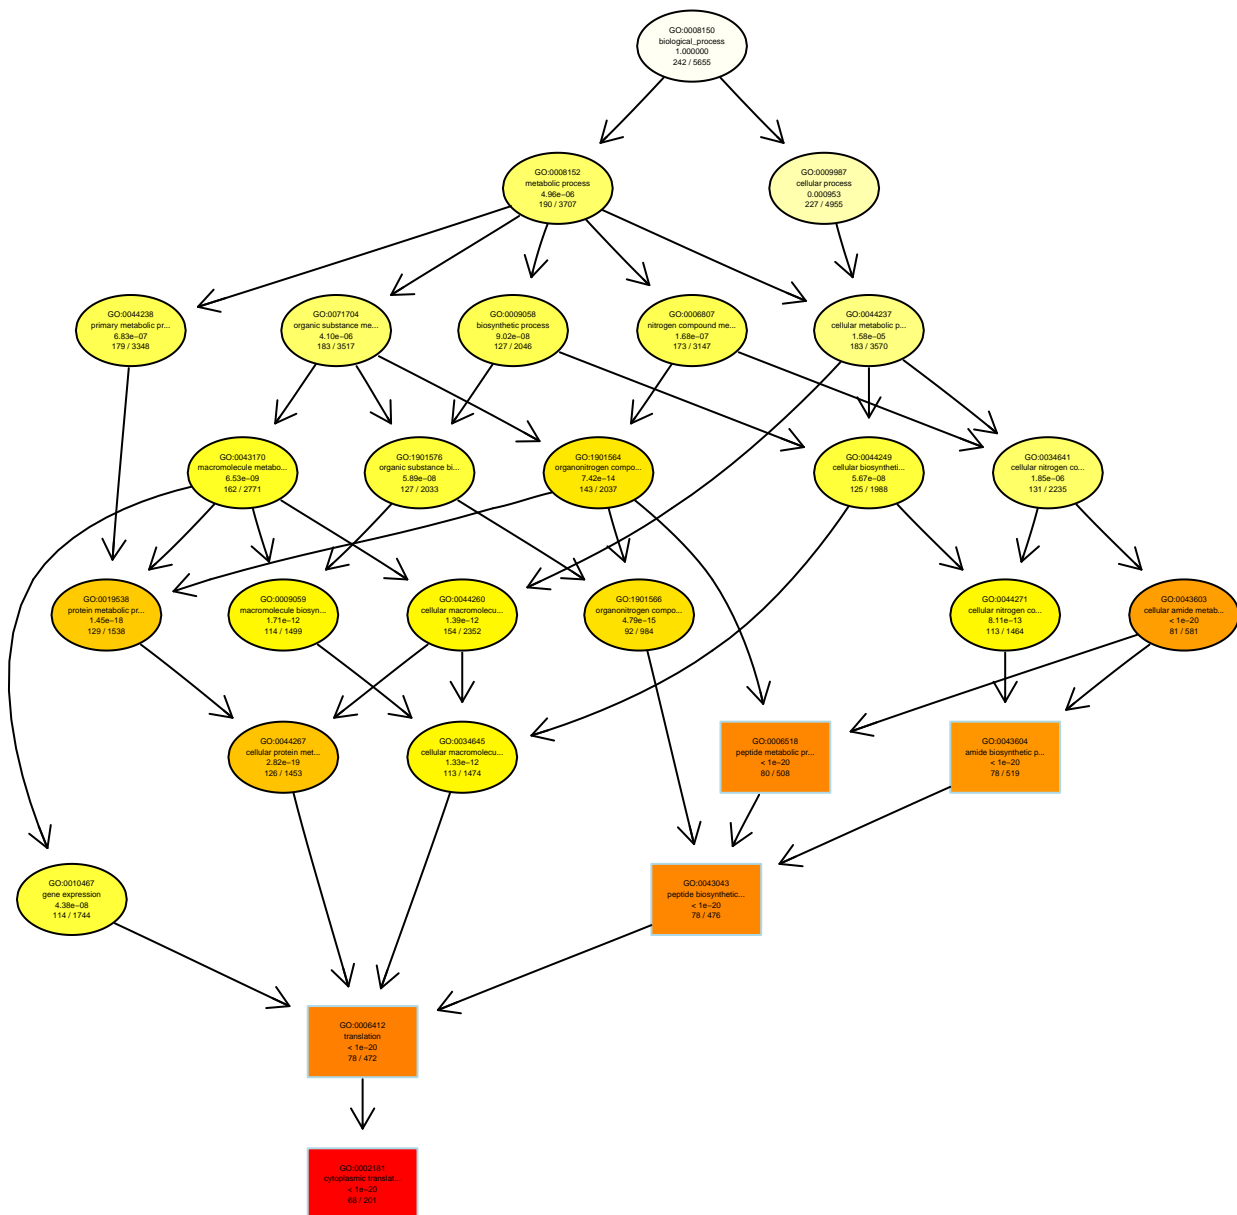 GO:0008150
biological_process
1.000000
242 / 5655
GO:0008152
metabolic process
4.96e−06
190 / 3707
GO:0009987
cellular process
0.000953
227 / 4955
GO:0044238
primary metabolic pr...
6.83e−07
179 / 3348
GO:0071704
organic substance me...
4.10e−06
183 / 3517
GO:0009058
biosynthetic process
9.02e−08
127 / 2046
GO:0006807
nitrogen compound me...
1.68e−07
173 / 3147
GO:0044237
cellular metabolic p...
1.58e−05
183 / 3570
GO:0043170
macromolecule metabo...
6.53e−09
162 / 2771
GO:1901576
organic substance bi...
5.89e−08
127 / 2033
GO:1901564
organonitrogen compo...
7.42e−14
143 / 2037
GO:0044249
cellular biosyntheti...
5.67e−08
125 / 1988
GO:0034641
cellular nitrogen co...
1.85e−06
131 / 2235
GO:0019538
protein metabolic pr...
1.45e−18
129 / 1538
GO:0009059
macromolecule biosyn...
1.71e−12
114 / 1499
GO:0044260
cellular macromolecu...
1.39e−12
154 / 2352
GO:1901566
organonitrogen compo...
4.79e−15
92 / 984
GO:0044271
cellular nitrogen co...
8.11e−13
113 / 1464
GO:0043603
cellular amide metab...
< 1e−20
81 / 581
GO:0044267
cellular protein met...
2.82e−19
126 / 1453
GO:0034645
cellular macromolecu...
1.33e−12
113 / 1474
GO:0006518
peptide metabolic pr...
< 1e−20
80 / 508
GO:0043604
amide biosynthetic p...
< 1e−20
78 / 519
GO:0010467
gene expression
4.38e−08
114 / 1744
GO:0043043
peptide biosynthetic...
< 1e−20
78 / 476
GO:0006412
translation
< 1e−20
78 / 472
GO:0002181
cytoplasmic translat...
< 1e−20
68 / 201